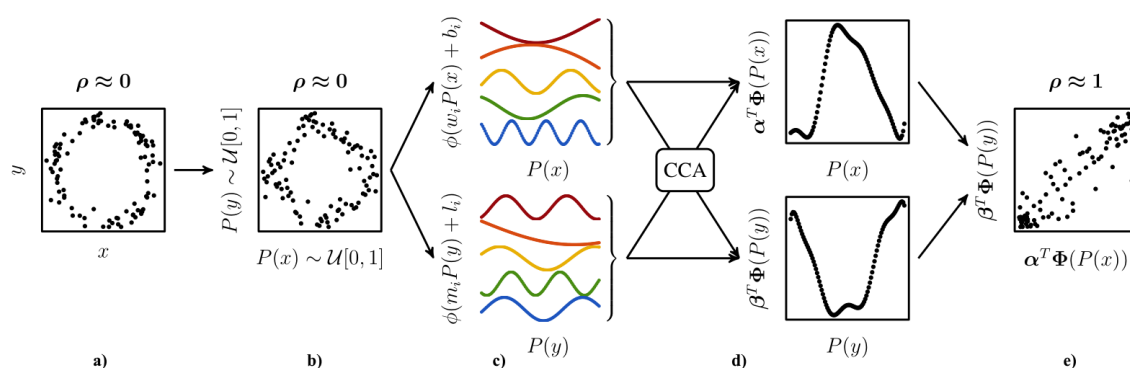 ρ ≈ 0
y
x
a)
ρ ≈ 0
P(y) ∼ U[0, 1]
P(x) ∼ U[0, 1]
b)
ϕ(w_i P(x) + b_i)
P(x)
ϕ(m_i P(y) + l_i)
P(y)
c)
CCA
α^T Φ(P(x))
P(x)
β^T Φ(P(y))
P(y)
d)
ρ ≈ 1
β^T Φ(P(y))
α^T Φ(P(x))
e)